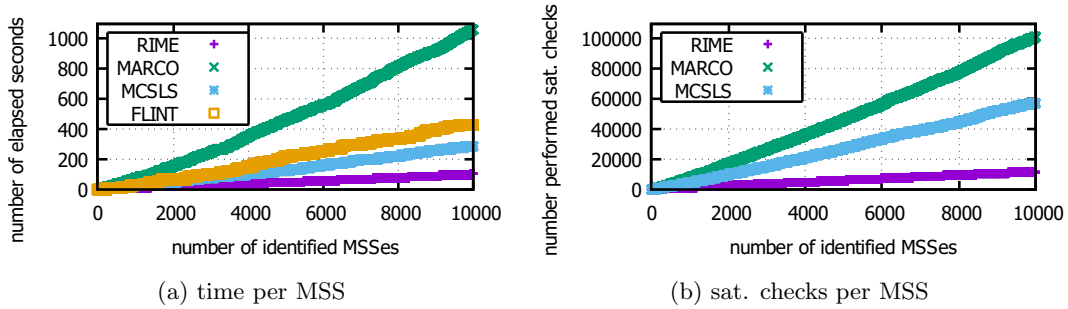 number of elapsed seconds
1000
800
600
400
200
0
RIME
MARCO
MCSLS
FLINT
0 2000 4000 6000 8000 10000
number of identified MSSes
(a) time per MSS
number performed sat. checks
100000
80000
60000
40000
20000
0
RIME
MARCO
MCSLS
0 2000 4000 6000 8000 10000
number of identified MSSes
(b) sat. checks per MSS